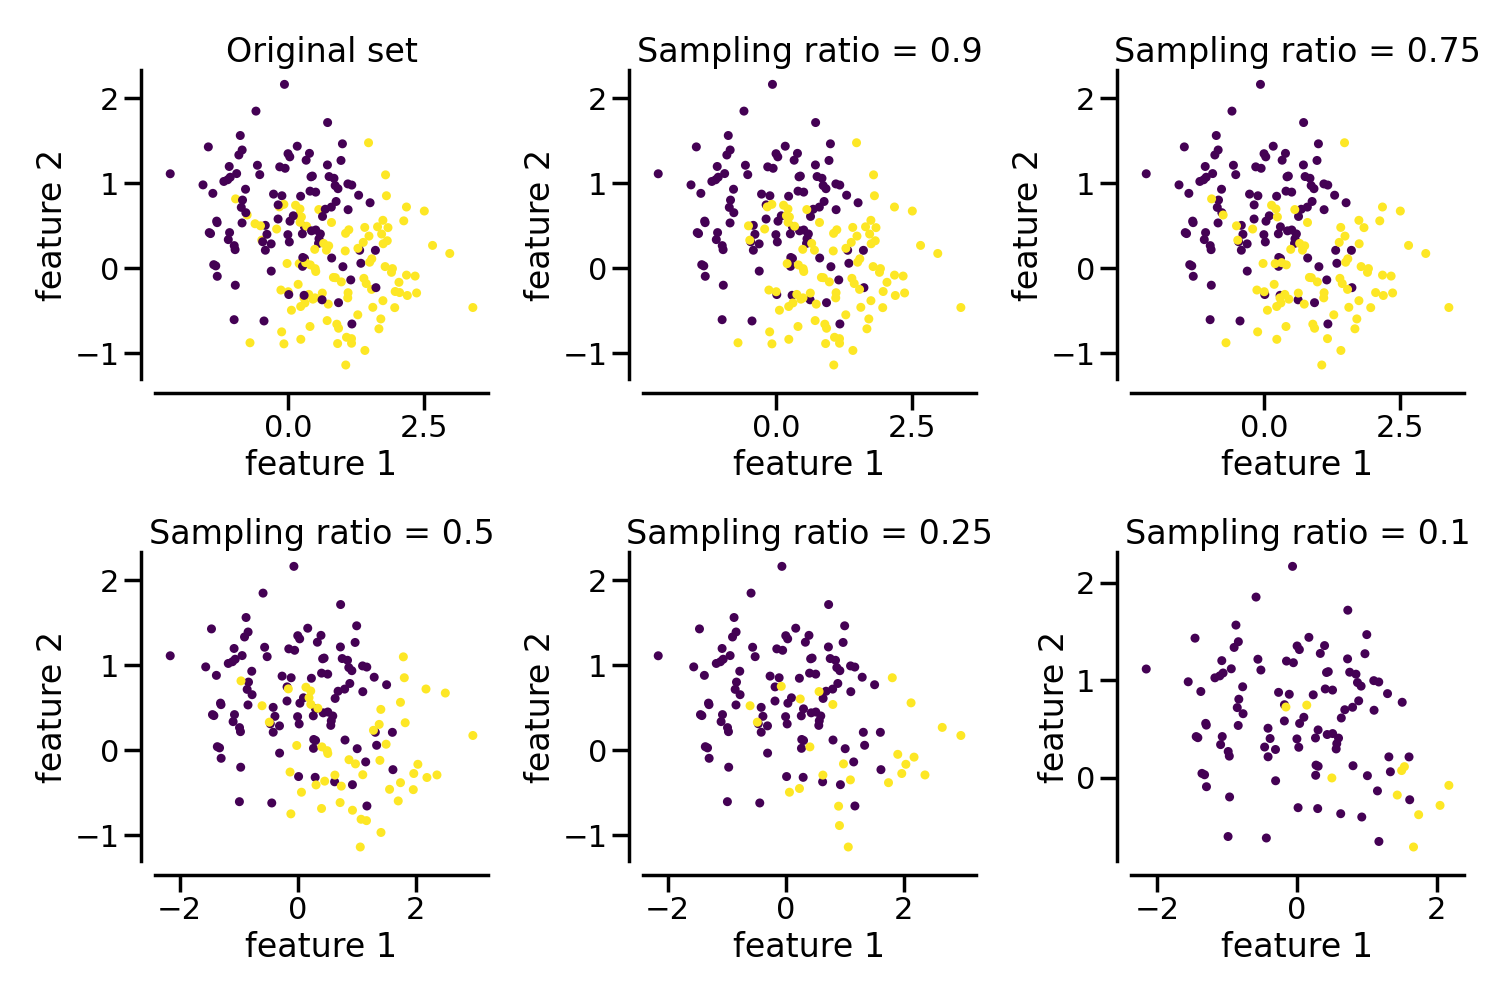 Original set
2
1
0
−1
feature 2
0.0 2.5
feature 1
Sampling ratio = 0.9
2
1
0
−1
feature 2
0.0 2.5
feature 1
Sampling ratio = 0.75
2
1
0
−1
feature 2
0.0 2.5
feature 1
Sampling ratio = 0.5
2
1
0
−1
feature 2
−2 0 2
feature 1
Sampling ratio = 0.25
2
1
0
−1
feature 2
−2 0 2
feature 1
Sampling ratio = 0.1
2
1
0
feature 2
−2 0 2
feature 1